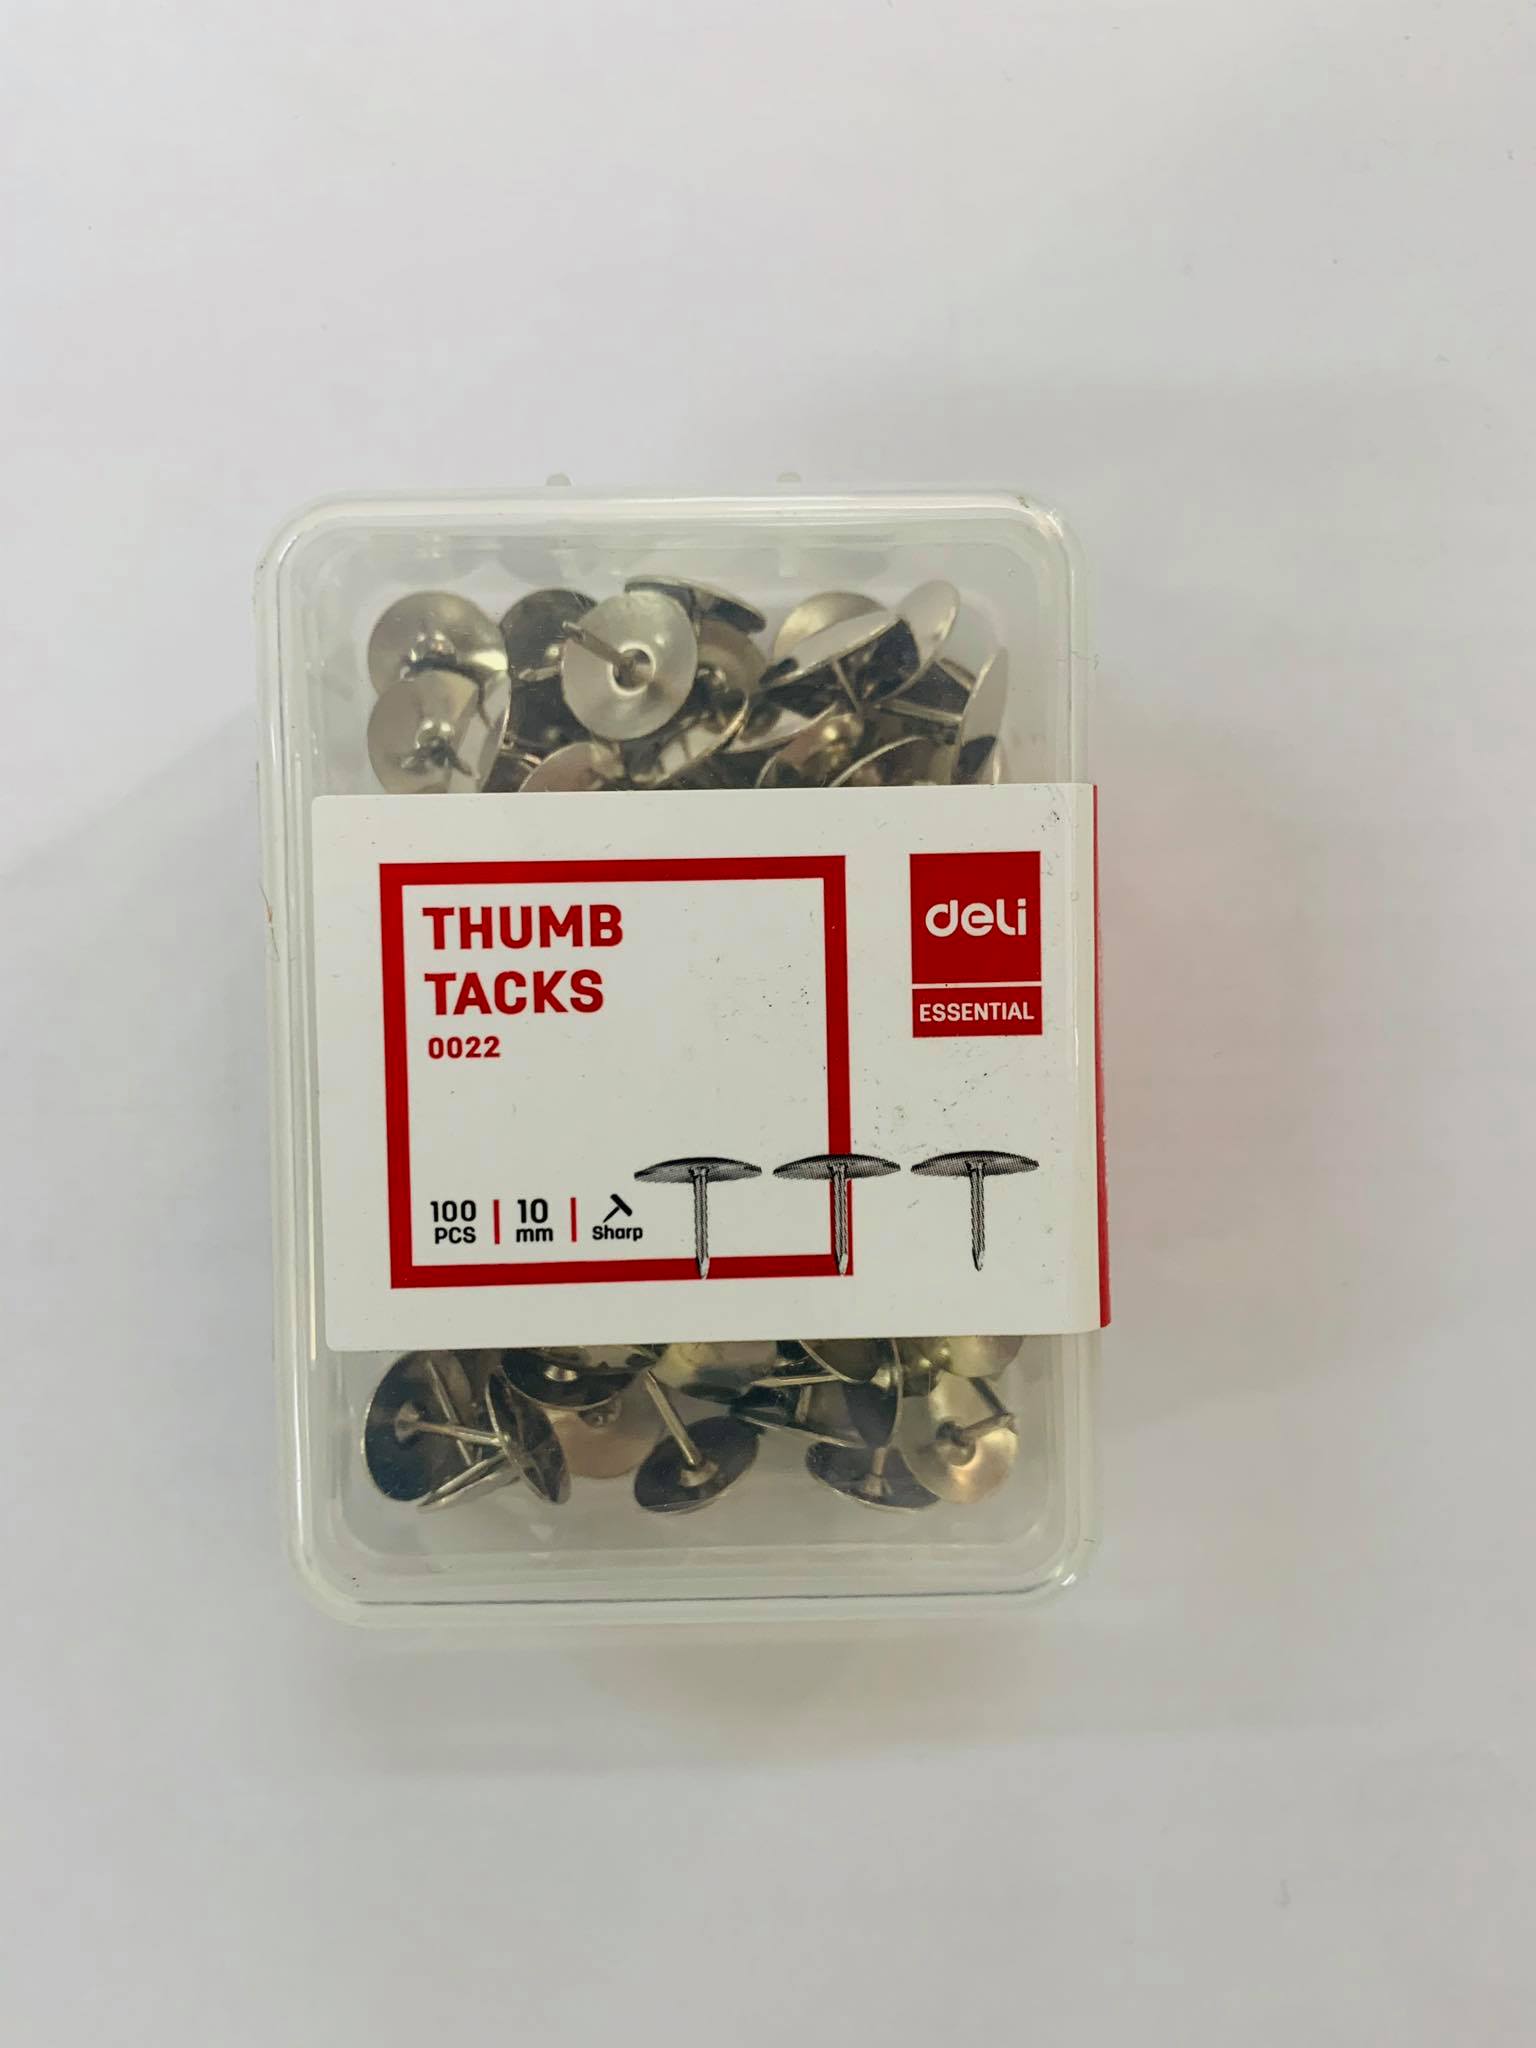 THUMB
TACKS
0022
deli
ESSENTIAL
100
PCS
10
mm
Sharp